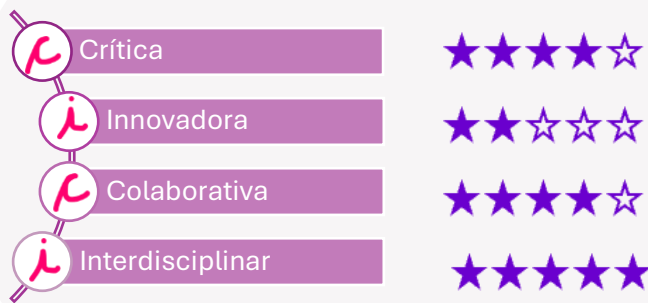 c Crítica
i Innovadora
c Colaborativa
i Interdisciplinar